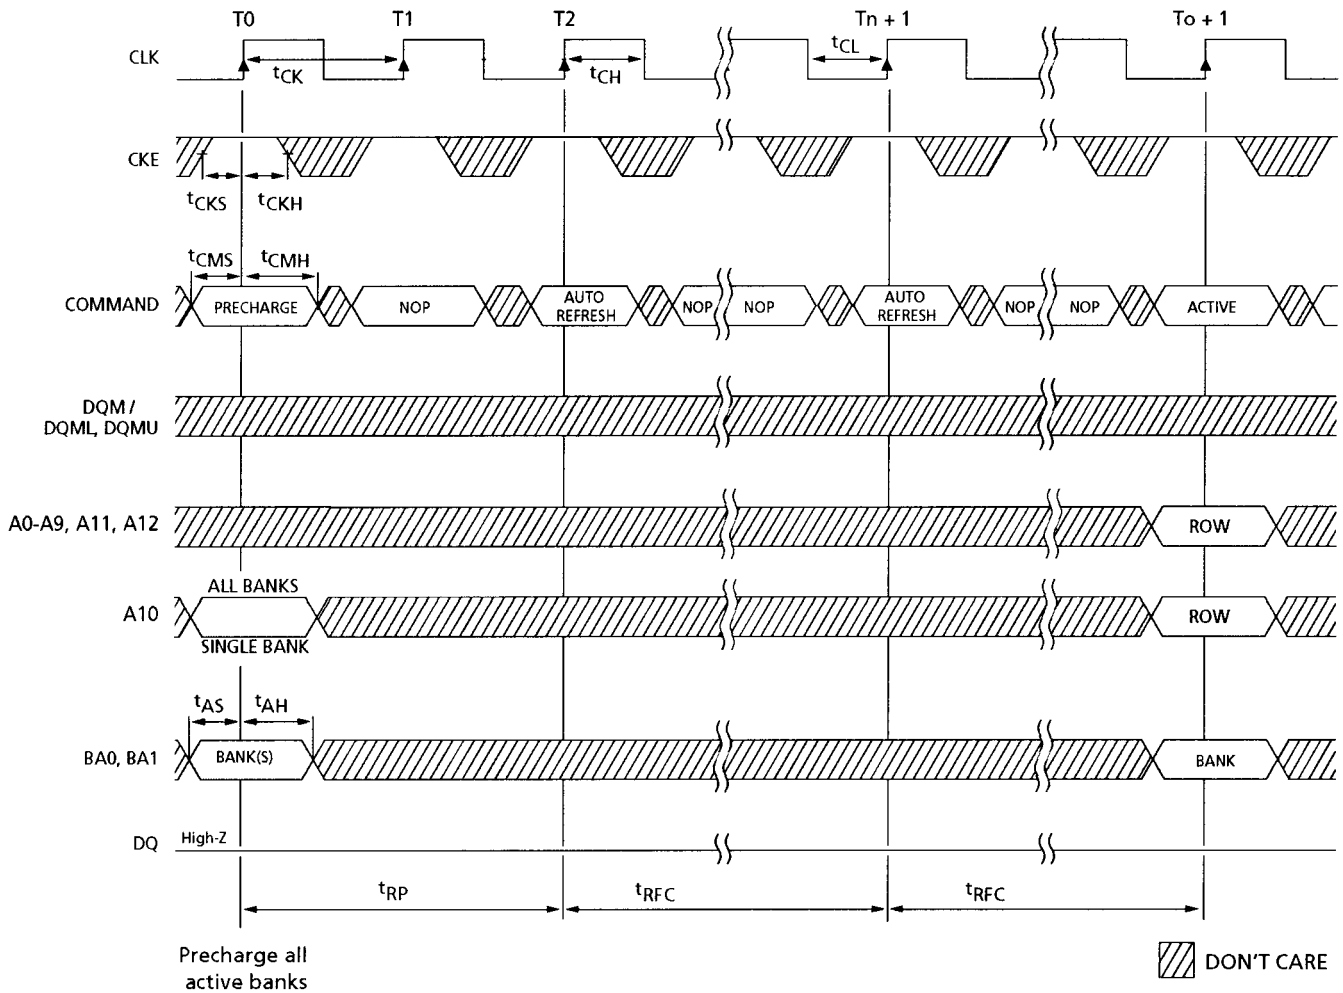 T0 T1 T2 Tn + 1 To + 1
CLK
tCK tCH tCL
CKE
tCKS tCKH
tCMS tCMH
COMMAND PRECHARGE NOP AUTO REFRESH NOP NOP AUTO REFRESH NOP NOP ACTIVE
DQM /
DQML, DQMU
A0-A9, A11, A12 ROW
ALL BANKS
A10 ROW
SINGLE BANK
tAS tAH
BA0, BA1 BANK(S) BANK
DQ High-Z
tRP tRFC tRFC
Precharge all
active banks
DON'T CARE